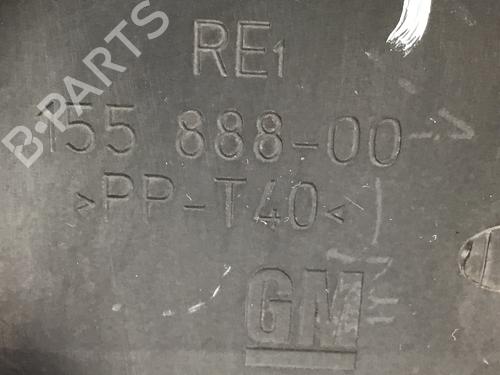 RE1
155 888-00
>PP-T40<
GM
B-PARTS